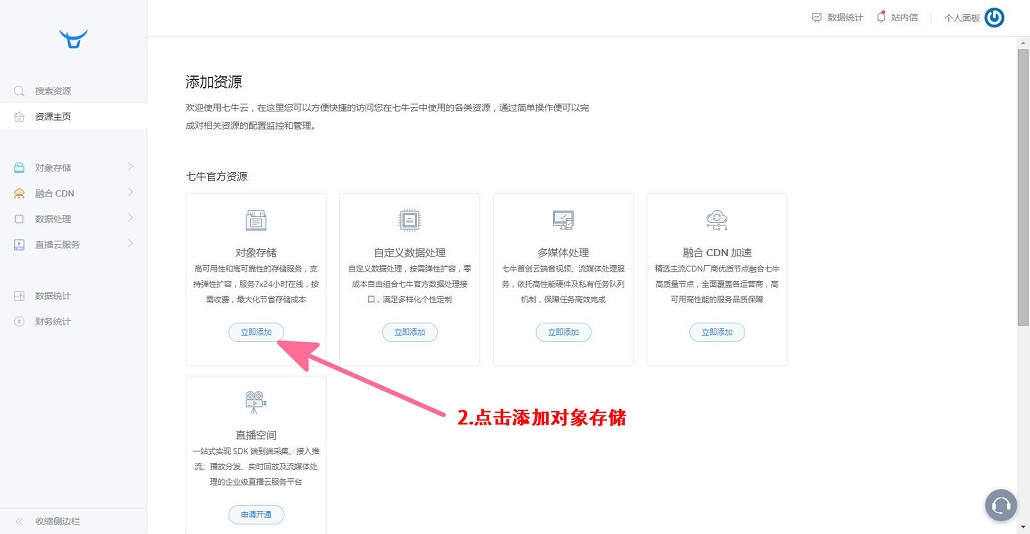 数据统计
站内信
个人面板
搜索资源
资源主页
对象存储
融合 CDN
数据处理
直播云服务
数据统计
财务统计
收缩侧边栏
添加资源
欢迎使用七牛云，在这里您可以方便快捷的访问您在七牛云中使用的各类资源，通过简单操作便可以完
成对相关资源的配置监控和管理。
七牛官方资源
对象存储
高可用性和高可靠性的存储服务，支
持弹性扩容，服务7x24小时在线，按
需收费，最大化节省存储成本
立即添加
自定义数据处理
自定义数据处理，按需弹性扩容，零
成本自由组合七牛官方数据处理接
口，满足多样化个性定制
立即添加
多媒体处理
七牛首创云端音视频、流媒体处理服
务，依托高性能硬件及私有任务队列
机制，保障任务高效完成
立即添加
融合 CDN 加速
精选主流CDN厂商优质节点融合七牛
高质量节点，全面覆盖各运营商，高
可用高性能的服务品质保障
立即添加
2.点击添加对象存储
直播空间
一站式实现 SDK 端到端采集、接入推
流、播放分发、实时回放及流媒体处
理的企业级直播云服务平台
申请开通